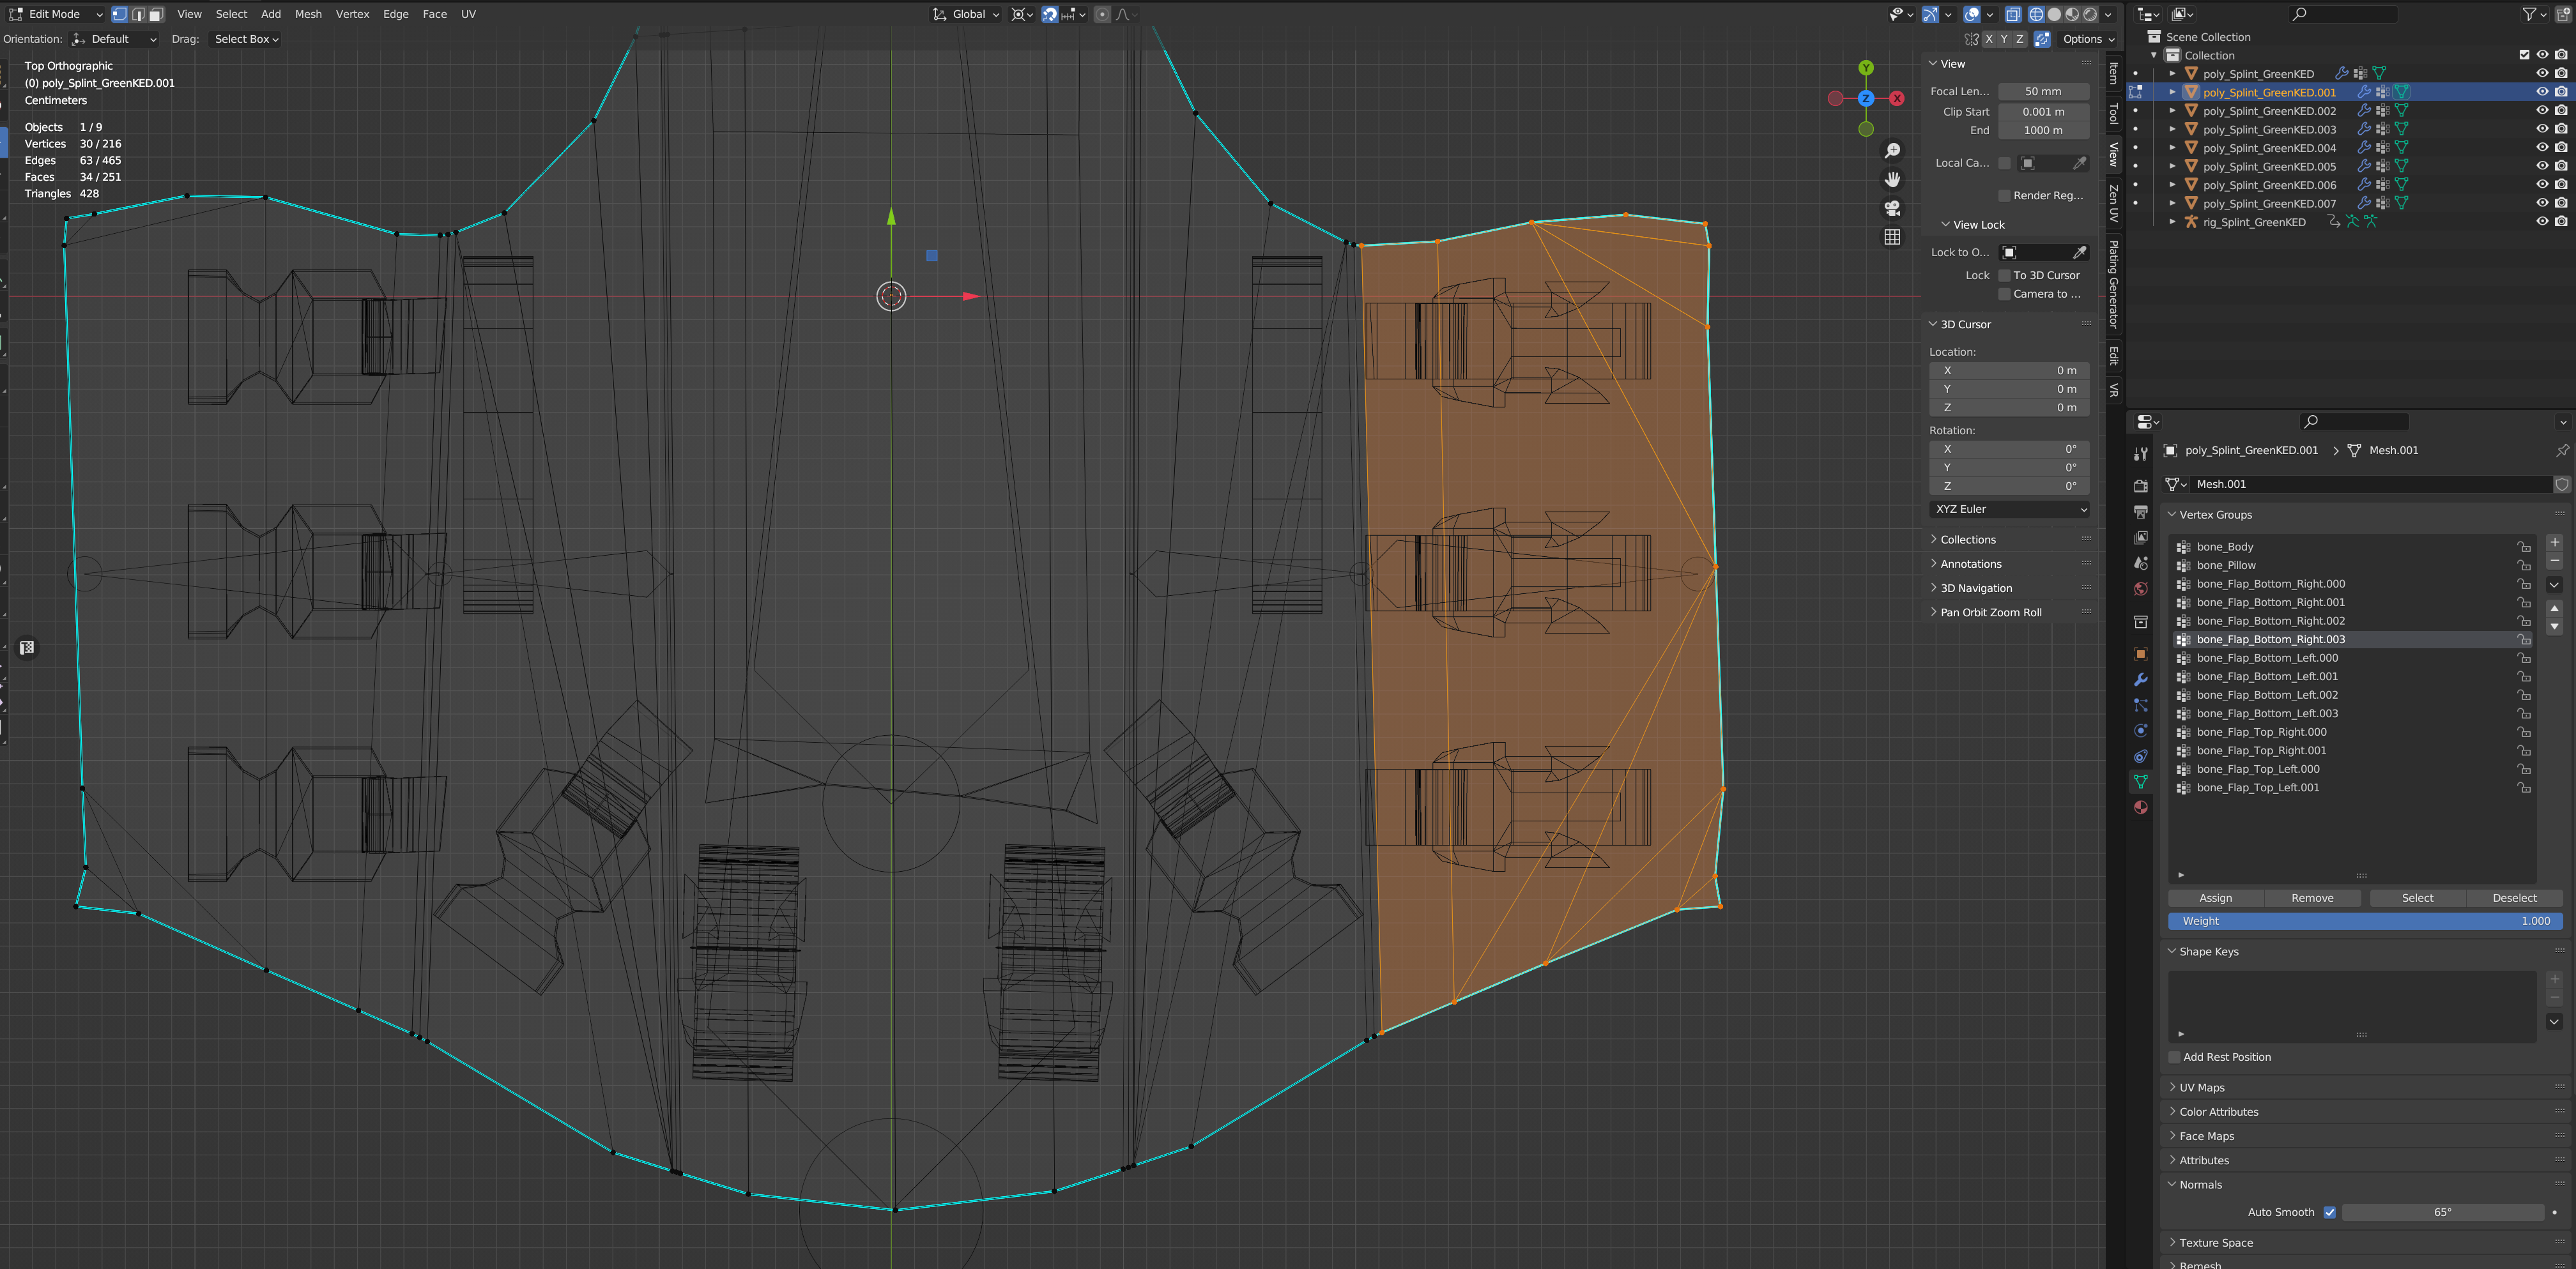 Edit Mode View Select Add Mesh Vertex Edge Face UV Global
Orientation: Default Drag: Select Box X Y Z Options
Top Orthographic
(0) poly_Splint_GreenKED.001
Centimeters
Objects 1 / 9
Vertices 30 / 216
Edges 63 / 465
Faces 34 / 251
Triangles 428
Y
Z X
View
Focal Len... 50 mm
Clip Start 0.001 m
End 1000 m
Local Ca...
Render Reg...
View Lock
Lock to O...
Lock To 3D Cursor
Camera to ...
3D Cursor
Location:
X 0 m
Y 0 m
Z 0 m
Rotation:
X 0°
Y 0°
Z 0°
XYZ Euler
Collections
Annotations
3D Navigation
Pan Orbit Zoom Roll
Item
Tool
View
Zen UV
Plating Generator
Edit
VR
Scene Collection
Collection
poly_Splint_GreenKED
poly_Splint_GreenKED.001
poly_Splint_GreenKED.002
poly_Splint_GreenKED.003
poly_Splint_GreenKED.004
poly_Splint_GreenKED.005
poly_Splint_GreenKED.006
poly_Splint_GreenKED.007
rig_Splint_GreenKED
poly_Splint_GreenKED.001 Mesh.001
Mesh.001
Vertex Groups
bone_Body
bone_Pillow
bone_Flap_Bottom_Right.000
bone_Flap_Bottom_Right.001
bone_Flap_Bottom_Right.002
bone_Flap_Bottom_Right.003
bone_Flap_Bottom_Left.000
bone_Flap_Bottom_Left.001
bone_Flap_Bottom_Left.002
bone_Flap_Bottom_Left.003
bone_Flap_Top_Right.000
bone_Flap_Top_Right.001
bone_Flap_Top_Left.000
bone_Flap_Top_Left.001
Assign Remove Select Deselect
Weight 1.000
Shape Keys
Add Rest Position
UV Maps
Color Attributes
Face Maps
Attributes
Normals
Auto Smooth 65°
Texture Space
Remesh